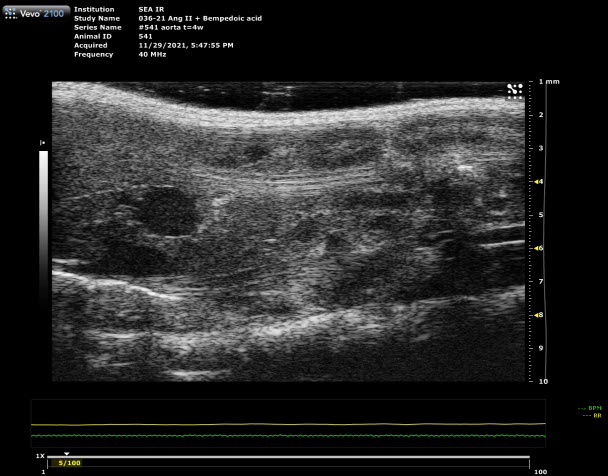 Vevo 2100
Institution SEA IR
Study Name 036-21 Ang II + Bempedoic acid
Series Name #541 aorta t=4w
Animal ID 541
Acquired 11/29/2021, 5:47:55 PM
Frequency 40 MHz
1 mm
2
3
4
5
6
7
8
9
10
BPM
RR
1X
5/100
1
100